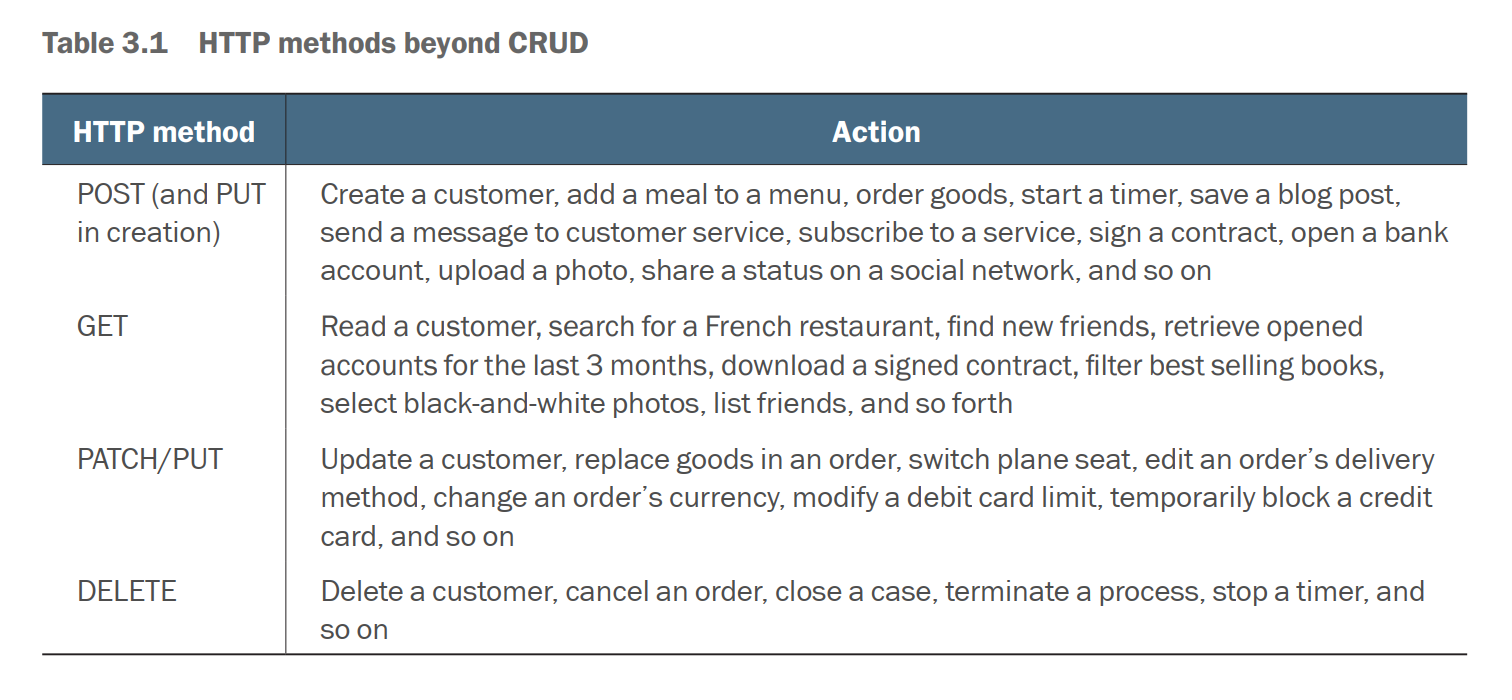 Table 3.1 HTTP methods beyond CRUD
HTTP method Action
POST (and PUT
in creation)
Create a customer, add a meal to a menu, order goods, start a timer, save a blog post,
send a message to customer service, subscribe to a service, sign a contract, open a bank
account, upload a photo, share a status on a social network, and so on
GET
Read a customer, search for a French restaurant, find new friends, retrieve opened
accounts for the last 3 months, download a signed contract, filter best selling books,
select black-and-white photos, list friends, and so forth
PATCH/PUT
Update a customer, replace goods in an order, switch plane seat, edit an order’s delivery
method, change an order’s currency, modify a debit card limit, temporarily block a credit
card, and so on
DELETE
Delete a customer, cancel an order, close a case, terminate a process, stop a timer, and
so on